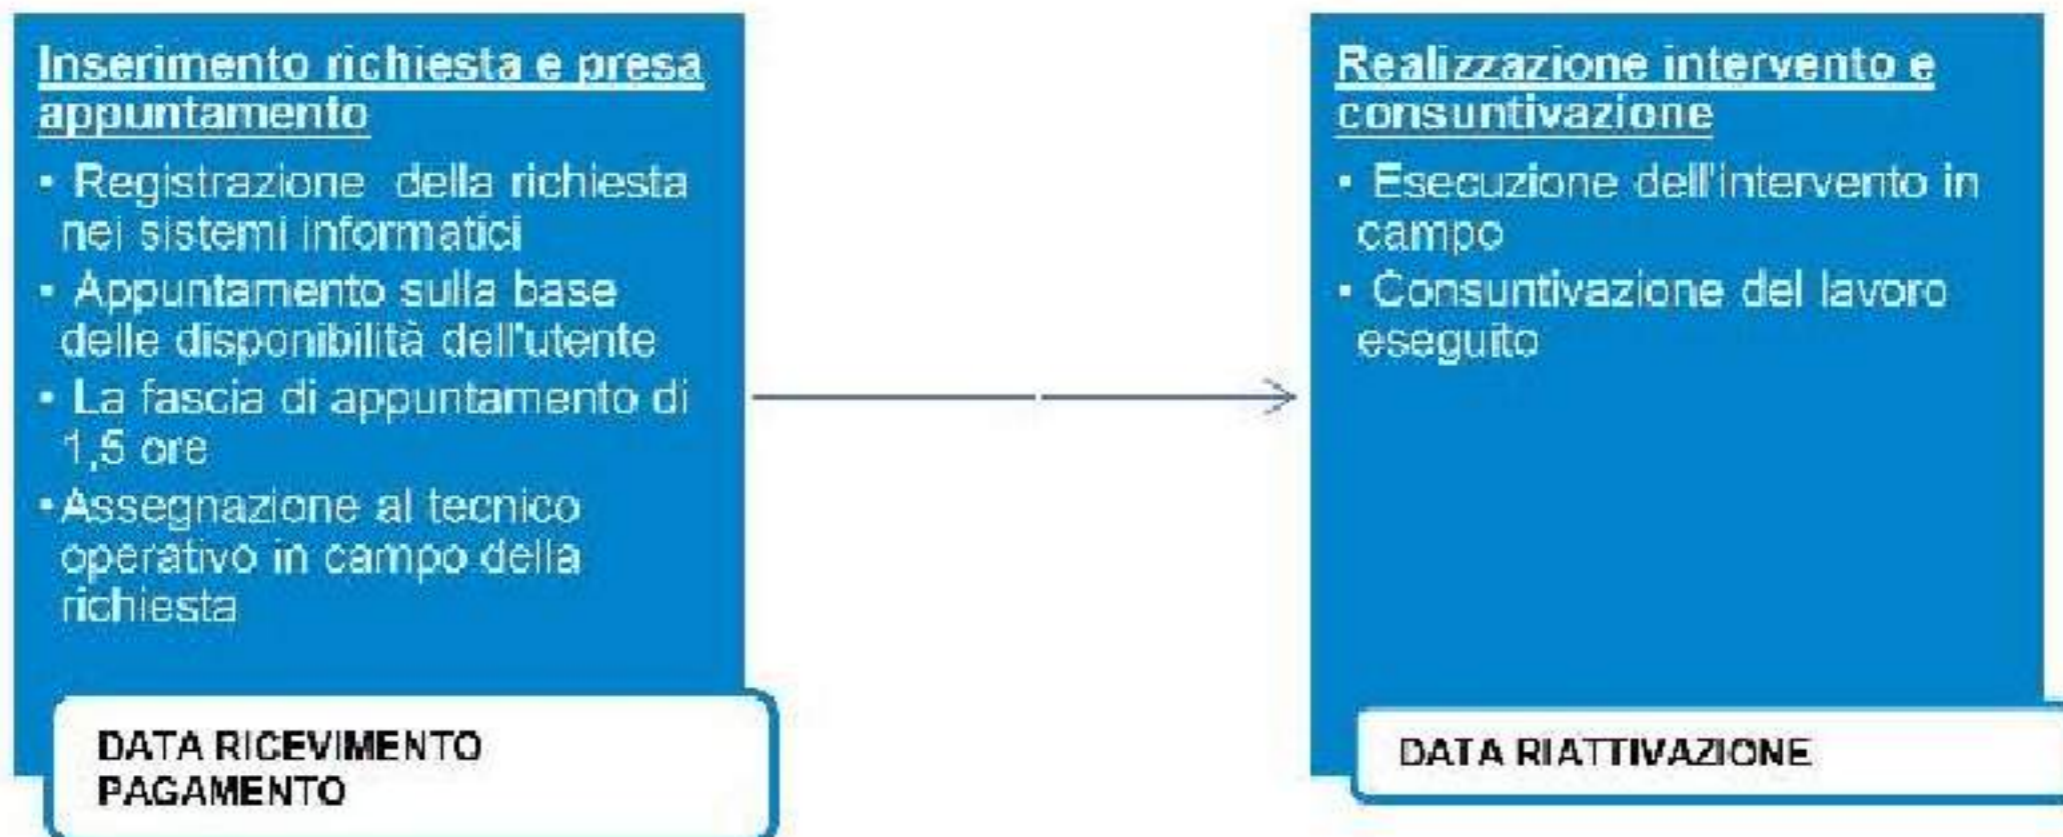 Inserimento richiesta e presa
appuntamento
▪ Registrazione della richiesta
nei sistemi informatici
▪ Appuntamento sulla base
delle disponibilità dell'utente
▪ La fascia di appuntamento di
1,5 ore
▪Assegnazione al tecnico
operativo in campo della
richiesta
DATA RICEVIMENTO
PAGAMENTO
Realizzazione intervento e
consuntivazione
▪ Esecuzione dell'intervento in
campo
▪ Consuntivazione del lavoro
eseguito
DATA RIATTIVAZIONE